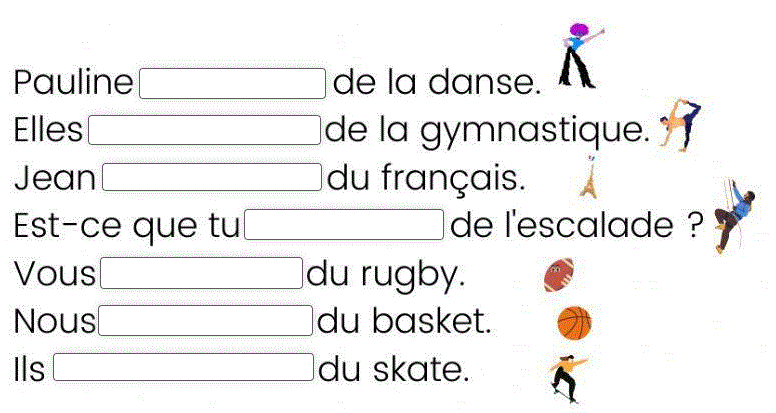 Pauline de la danse.
Elles de la gymnastique.
Jean du français.
Est-ce que tu de l'escalade ?
Vous du rugby.
Nous du basket.
Ils du skate.